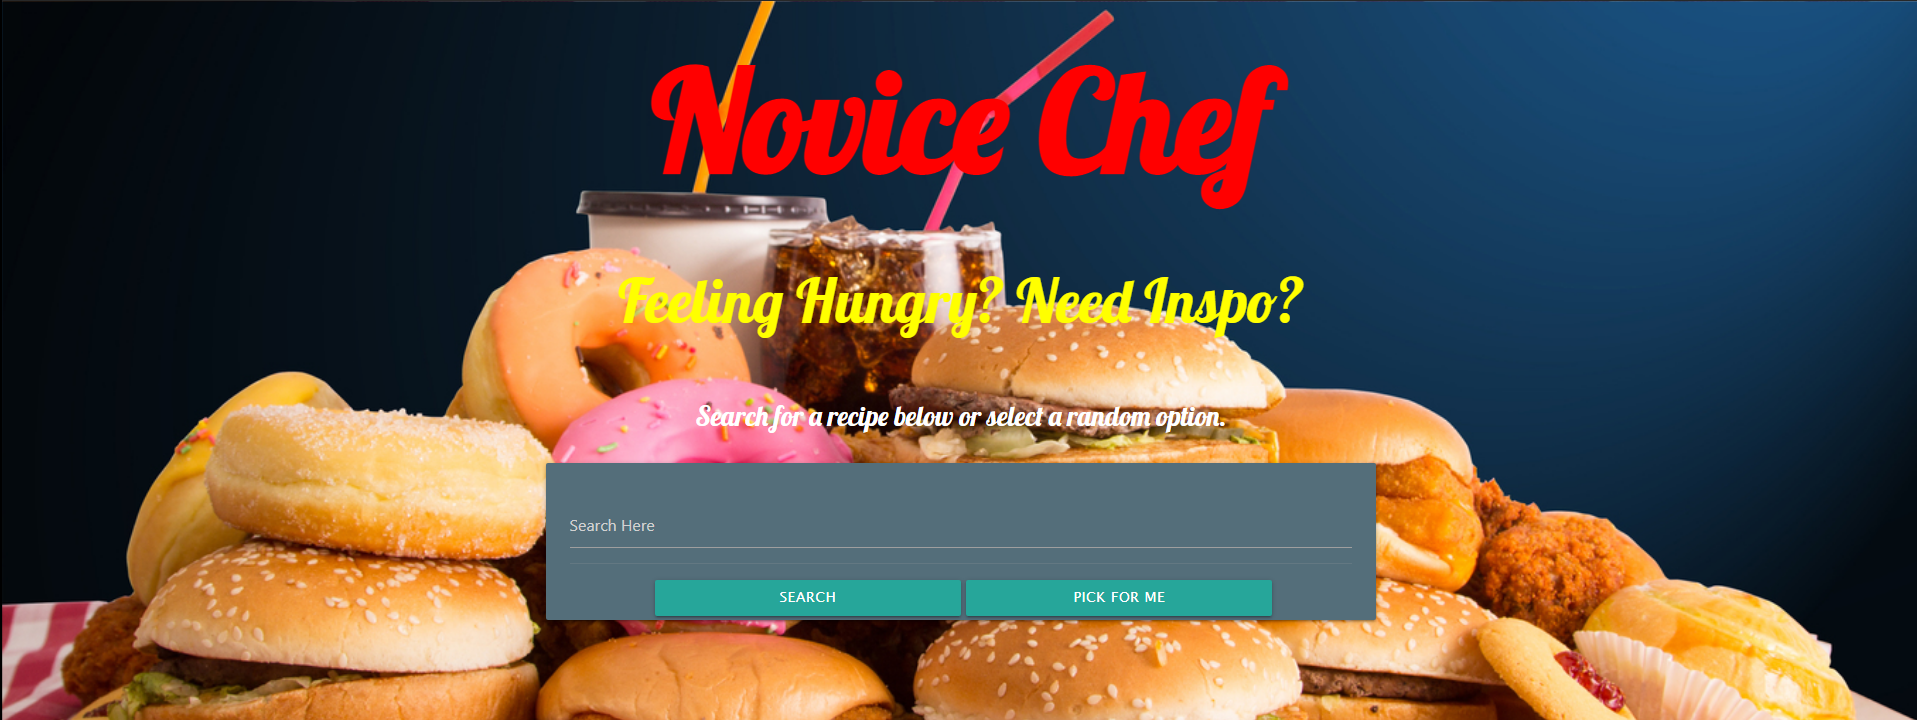 Novice Chef
Feeling Hungry? Need Inspo?
Search for a recipe below or select a random option.
Search Here
SEARCH
PICK FOR ME